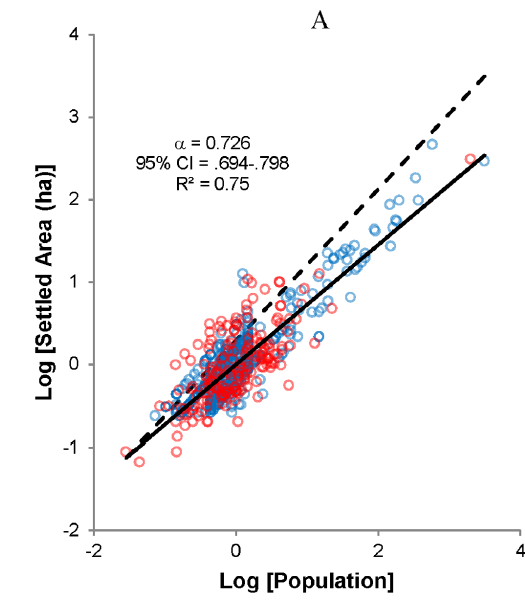 A
4
3
2
1
0
-1
-2
α = 0.726
95% CI = .694-.798
R² = 0.75
Log [Settled Area (ha)]
-2
0
2
4
Log [Population]